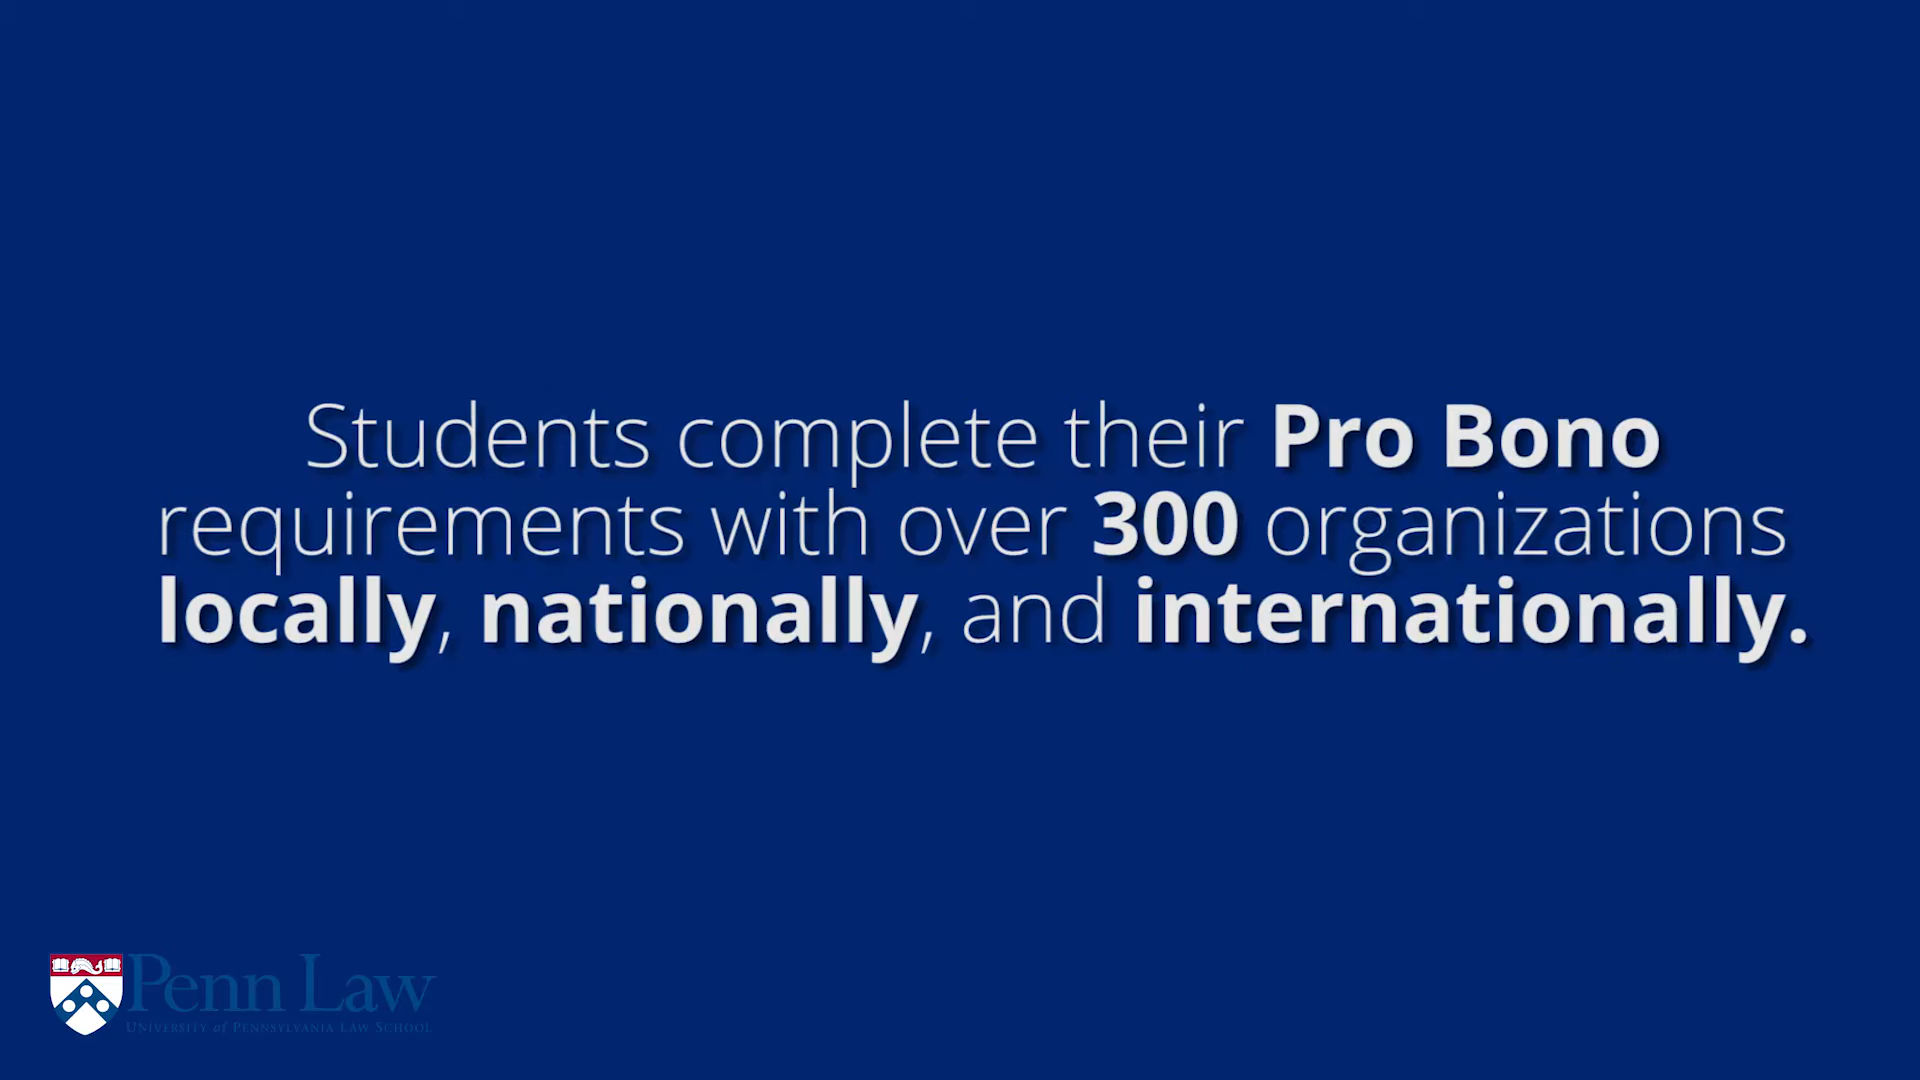 Students complete their Pro Bono
requirements with over 300 organizations
locally, nationally, and internationally.
Penn Law
UNIVERSITY of PENNSYLVANIA LAW SCHOOL